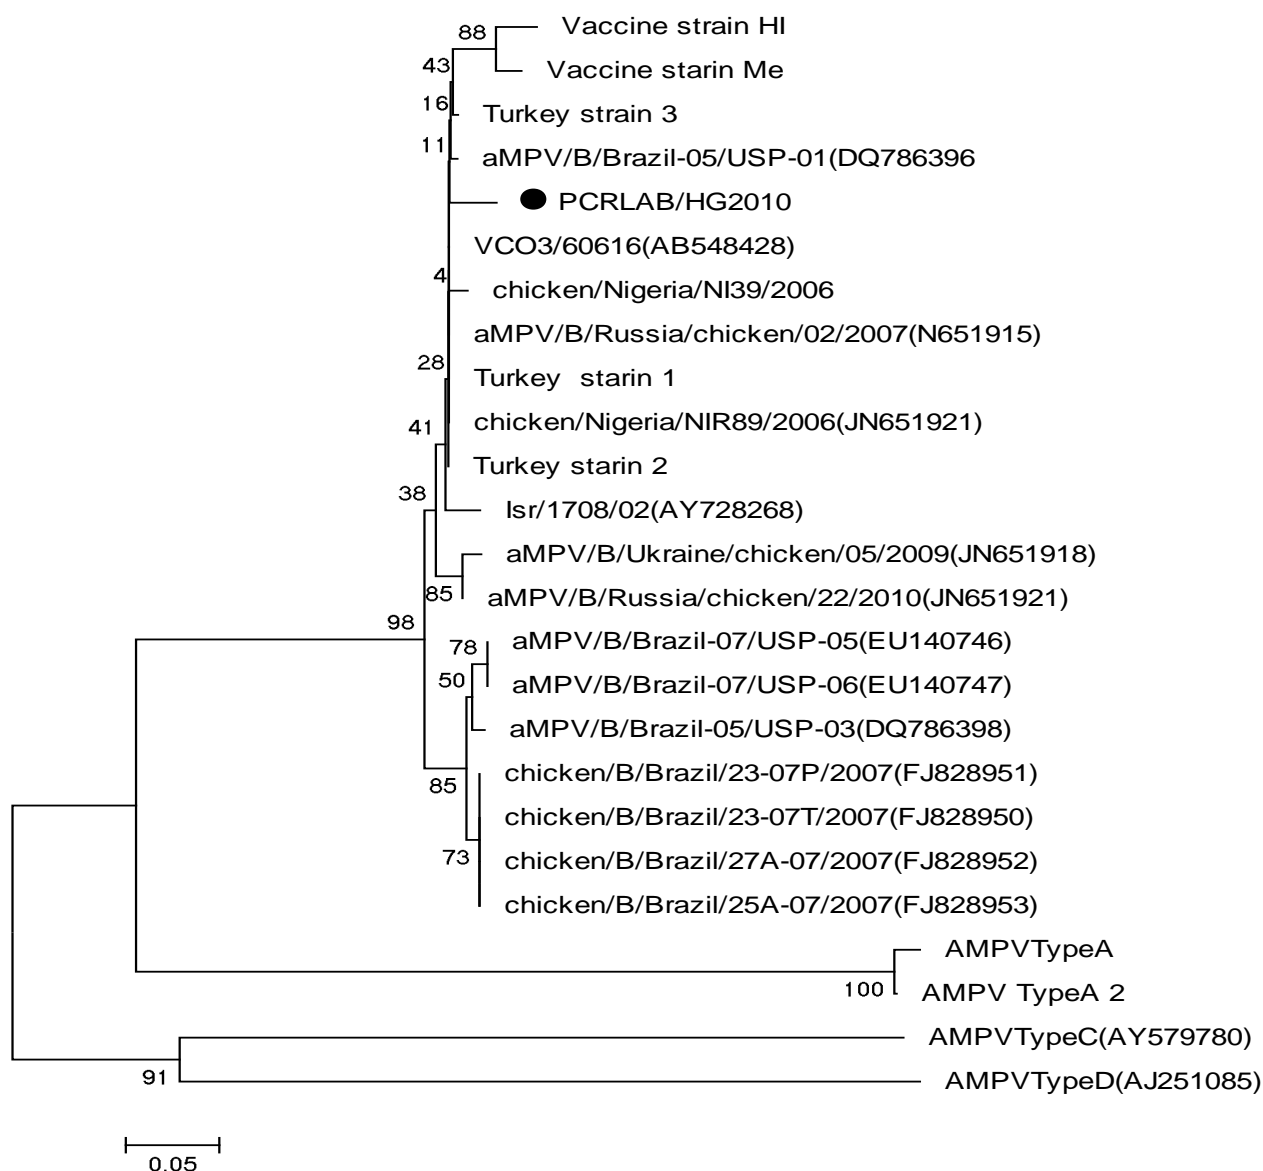 88
Vaccine strain HI
Vaccine starin Me
43
16
Turkey strain 3
11
aMPV/B/Brazil-05/USP-01(DQ786396
PCRLAB/HG2010
VCO3/60616(AB548428)
4
chicken/Nigeria/NI39/2006
aMPV/B/Russia/chicken/02/2007(N651915)
28
Turkey starin 1
41
chicken/Nigeria/NIR89/2006(JN651921)
Turkey starin 2
38
Isr/1708/02(AY728268)
aMPV/B/Ukraine/chicken/05/2009(JN651918)
85
aMPV/B/Russia/chicken/22/2010(JN651921)
98
78
aMPV/B/Brazil-07/USP-05(EU140746)
50
aMPV/B/Brazil-07/USP-06(EU140747)
aMPV/B/Brazil-05/USP-03(DQ786398)
chicken/B/Brazil/23-07P/2007(FJ828951)
85
chicken/B/Brazil/23-07T/2007(FJ828950)
73
chicken/B/Brazil/27A-07/2007(FJ828952)
chicken/B/Brazil/25A-07/2007(FJ828953)
AMPVTypeA
100
AMPV TypeA 2
AMPVTypeC(AY579780)
91
AMPVTypeD(AJ251085)
0.05